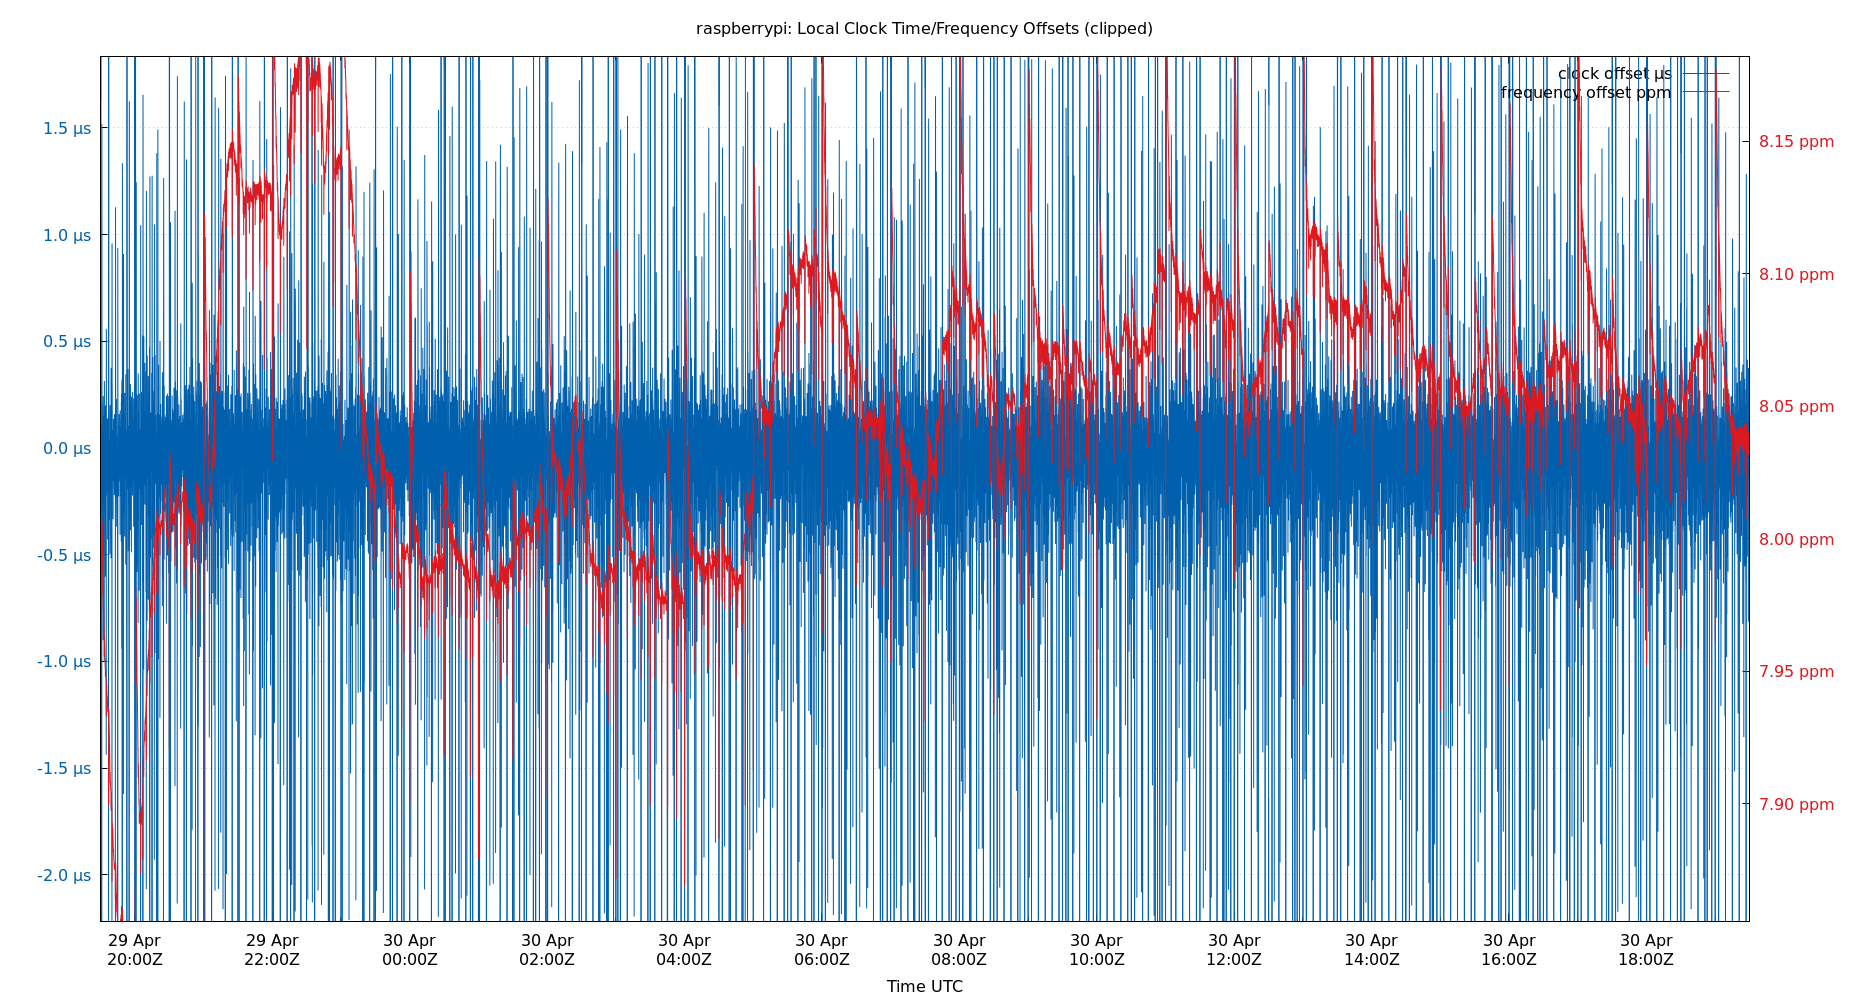 raspberrypi: Local Clock Time/Frequency Offsets (clipped)
clock offset µs
frequency offset ppm
1.5 µs
1.0 µs
0.5 µs
0.0 µs
-0.5 µs
-1.0 µs
-1.5 µs
-2.0 µs
8.15 ppm
8.10 ppm
8.05 ppm
8.00 ppm
7.95 ppm
7.90 ppm
29 Apr 29 Apr 30 Apr 30 Apr 30 Apr 30 Apr 30 Apr 30 Apr 30 Apr 30 Apr 30 Apr 30 Apr
20:00Z 22:00Z 00:00Z 02:00Z 04:00Z 06:00Z 08:00Z 10:00Z 12:00Z 14:00Z 16:00Z 18:00Z
Time UTC